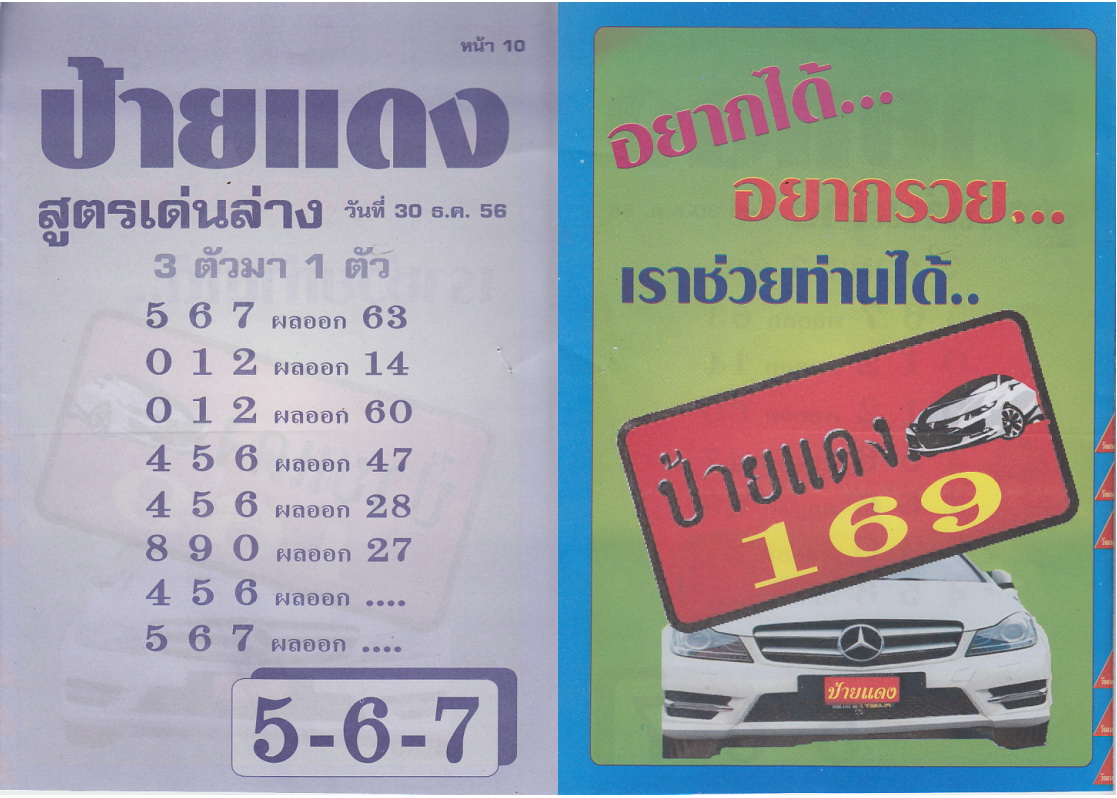 หน้า 10
ป้ายแดง
สูตรเด่นล่าง วันที่ 30 ธ.ค. 56
3 ตัวมา 1 ตัว
5 6 7 ผลออก 63
0 1 2 ผลออก 14
0 1 2 ผลออก 60
4 5 6 ผลออก 47
4 5 6 ผลออก 28
8 9 0 ผลออก 27
4 5 6 ผลออก ....
5 6 7 ผลออก ....
5-6-7
อยากได้...
อยากรวย...
เราช่วยท่านได้..
ป้ายแดง
169
ป้ายแดง